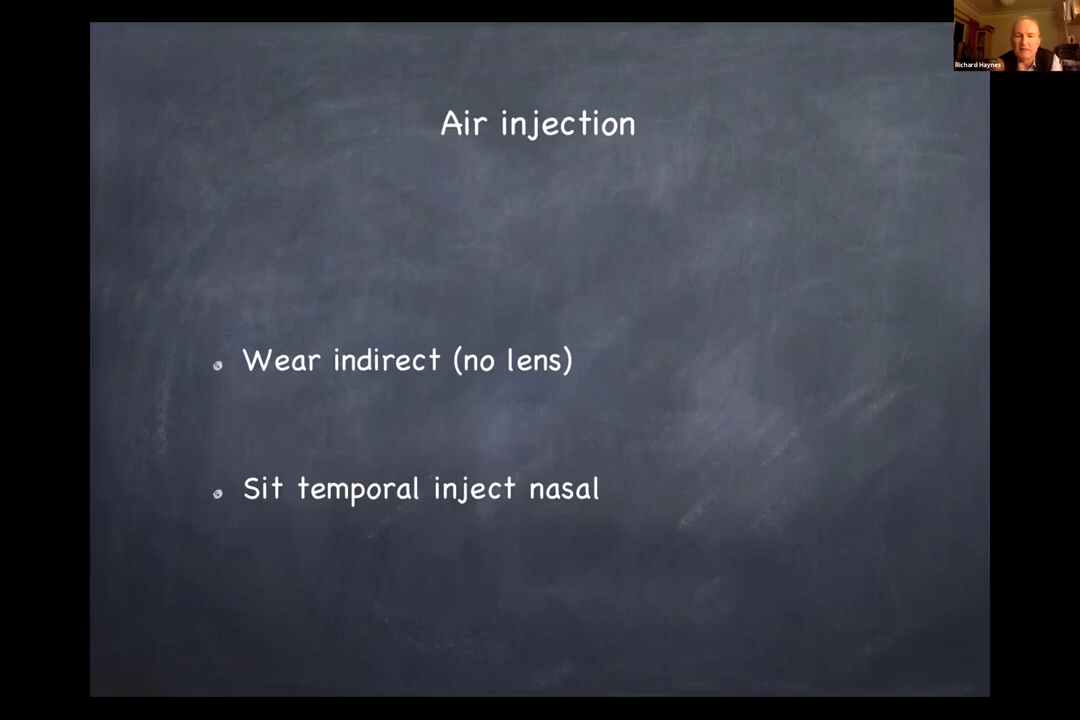 Richard Haynes
Air injection
Wear indirect (no lens)
Sit temporal inject nasal